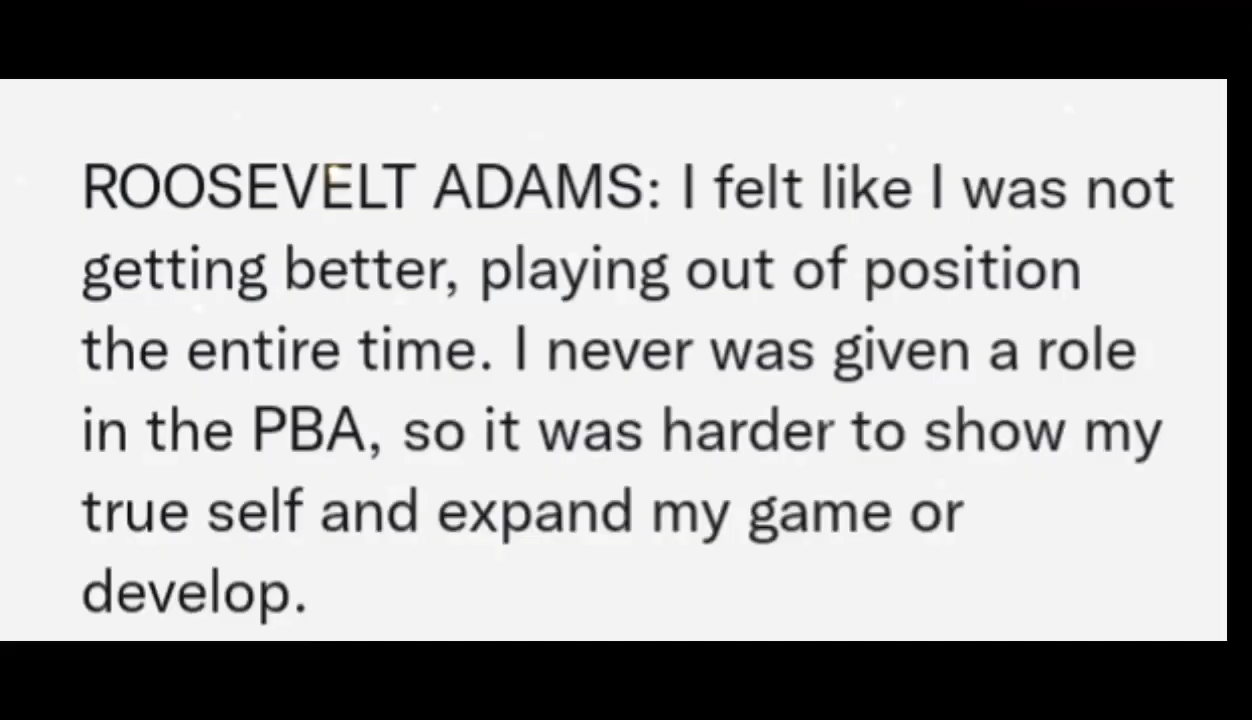 ROOSEVELT ADAMS: I felt like I was not
getting better, playing out of position
the entire time. I never was given a role
in the PBA, so it was harder to show my
true self and expand my game or
develop.